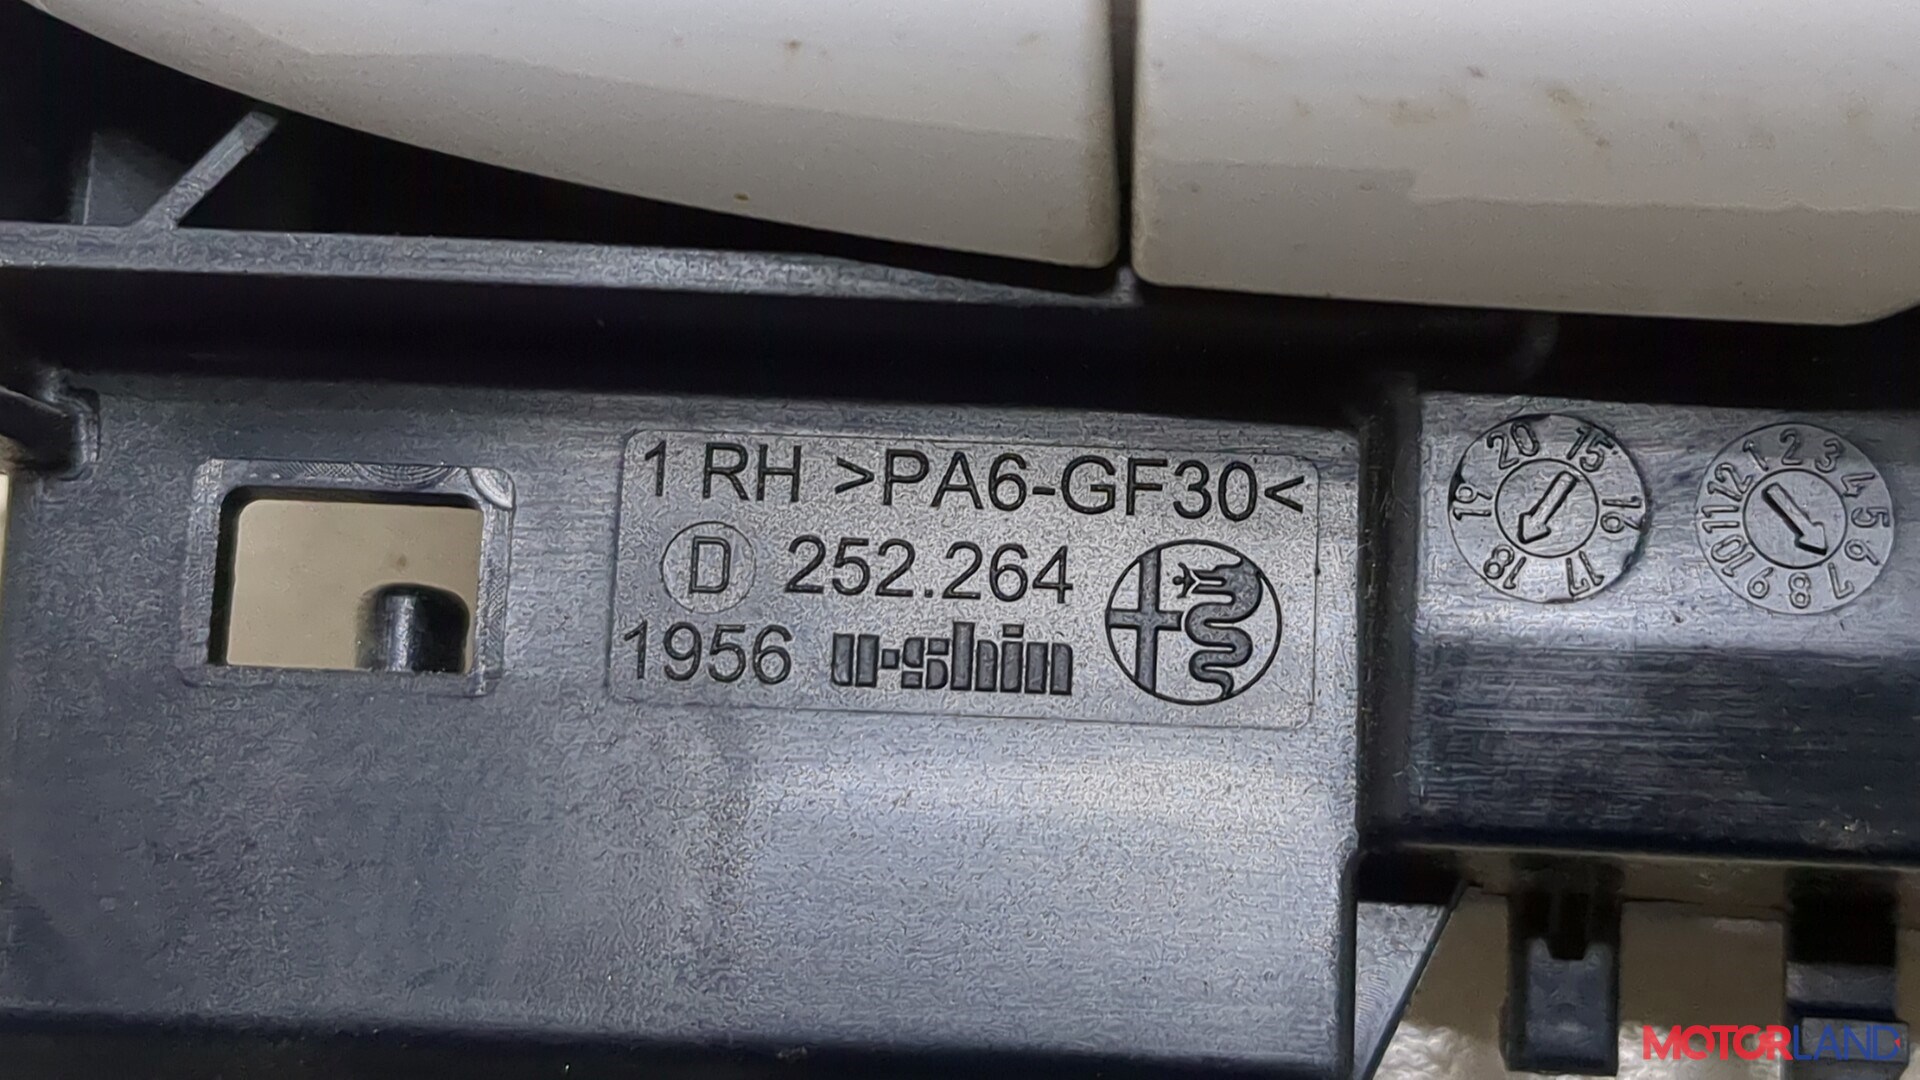 1 RH >PA6-GF30<
D 252.264
1956 u·shin
20 15 16 17 18 19
1 2 3 4 5 6 7 8 9 10 11 12
MOTORLAND